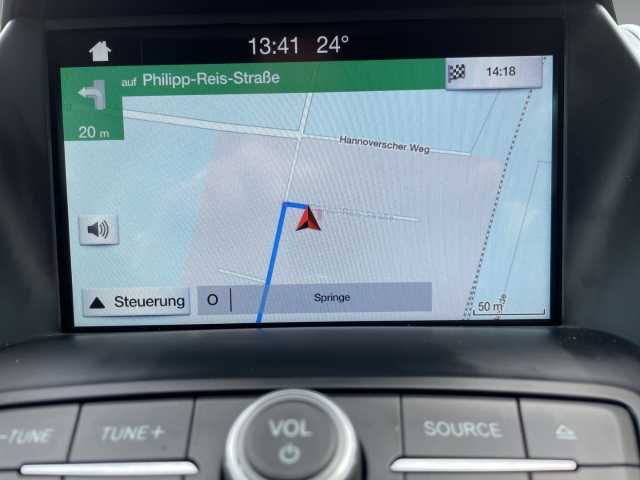 13:41 24°
auf Philipp-Reis-Straße
14:18
20 m
Hannoverscher Weg
Steuerung
O
Springe
50 m
-TUNE
TUNE+
VOL
SOURCE